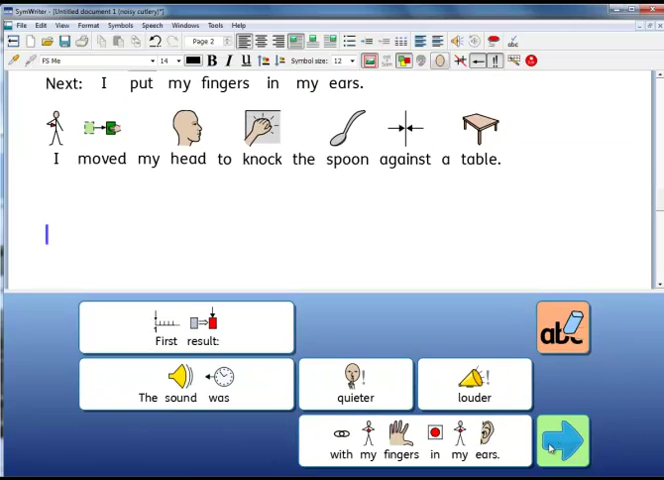 SymWriter - [Untitled document 1 (noisy cutlery)*]
File Edit View Format Symbols Speech Window Tools Help
Page 2
FS Me 14 Symbol size: 12
Next: I put my fingers in my ears.
I moved my head to knock the spoon against a table.
First result:
abc
The sound was
quieter
louder
with my fingers in my ears.